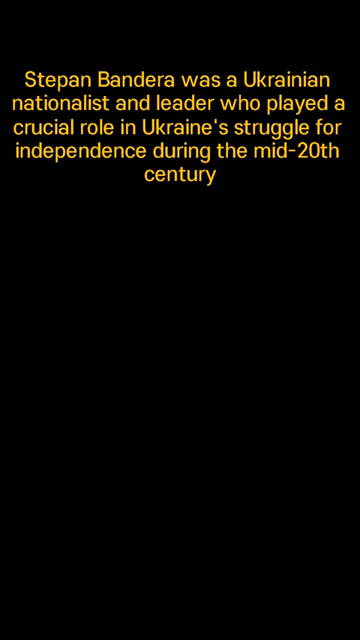 Stepan Bandera was a Ukrainian
nationalist and leader who played a
crucial role in Ukraine's struggle for
independence during the mid-20th
century